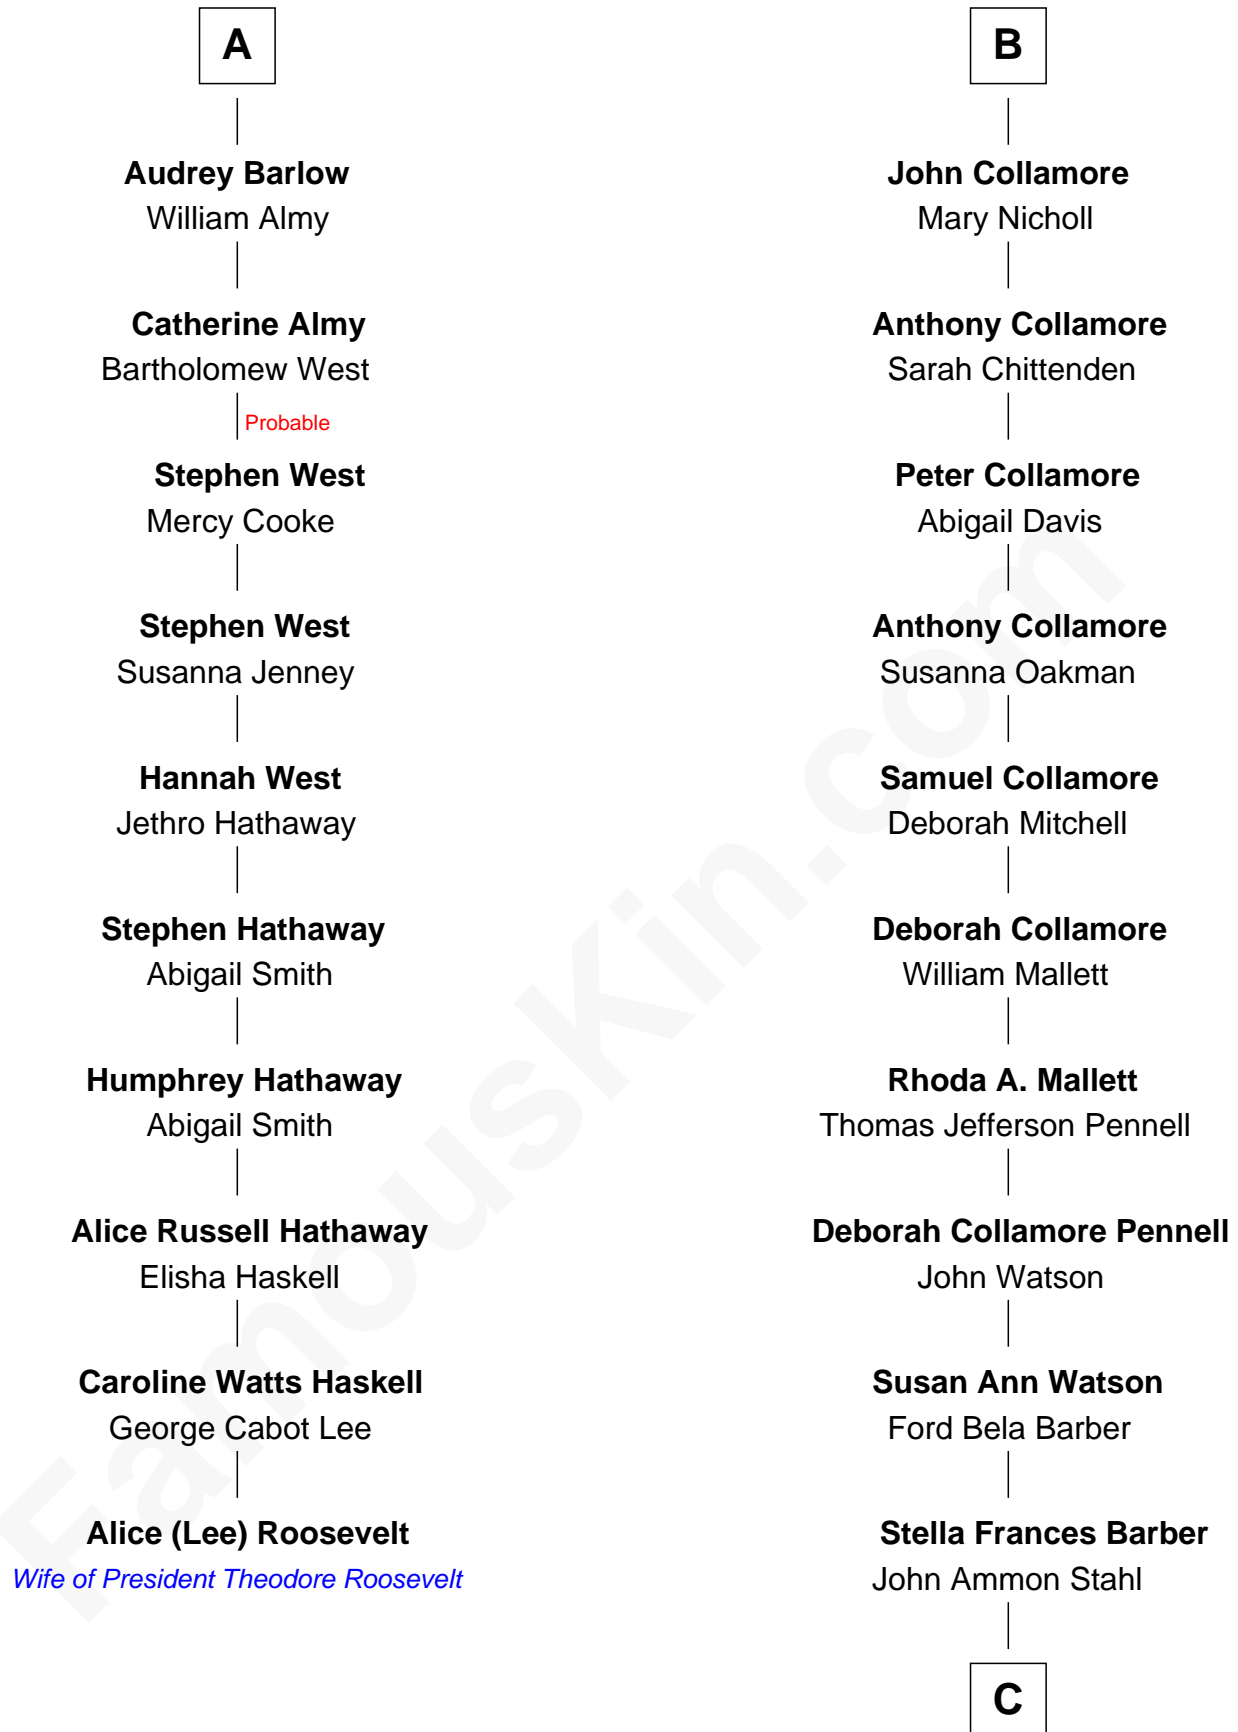 A
Audrey Barlow
William Almy
Catherine Almy
Bartholomew West
Probable
Stephen West
Mercy Cooke
Stephen West
Susanna Jenney
Hannah West
Jethro Hathaway
Stephen Hathaway
Abigail Smith
Humphrey Hathaway
Abigail Smith
Alice Russell Hathaway
Elisha Haskell
Caroline Watts Haskell
George Cabot Lee
Alice (Lee) Roosevelt
Wife of President Theodore Roosevelt
B
John Collamore
Mary Nicholl
Anthony Collamore
Sarah Chittenden
Peter Collamore
Abigail Davis
Anthony Collamore
Susanna Oakman
Samuel Collamore
Deborah Mitchell
Deborah Collamore
William Mallett
Rhoda A. Mallett
Thomas Jefferson Pennell
Deborah Collamore Pennell
John Watson
Susan Ann Watson
Ford Bela Barber
Stella Frances Barber
John Ammon Stahl
C
FamousKin.com